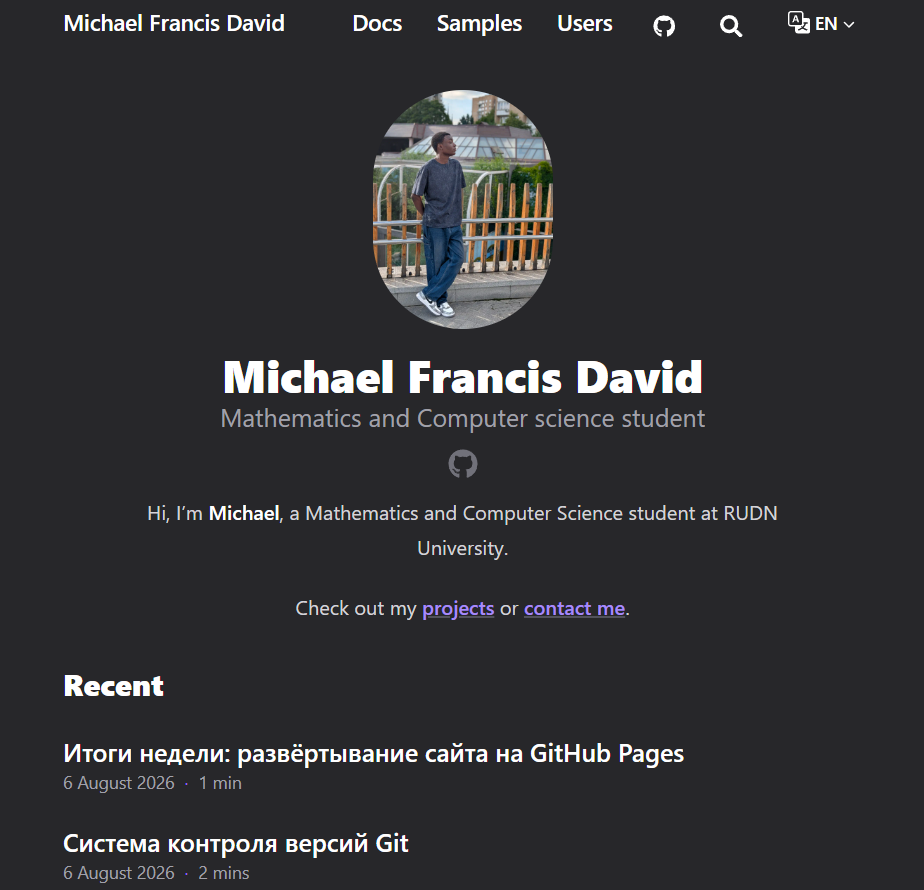 Michael Francis David Docs Samples Users EN
Michael Francis David
Mathematics and Computer science student
Hi, I’m Michael, a Mathematics and Computer Science student at RUDN
University.
Check out my projects or contact me.
Recent
Итоги недели: развёртывание сайта на GitHub Pages
6 August 2026 · 1 min
Система контроля версий Git
6 August 2026 · 2 mins